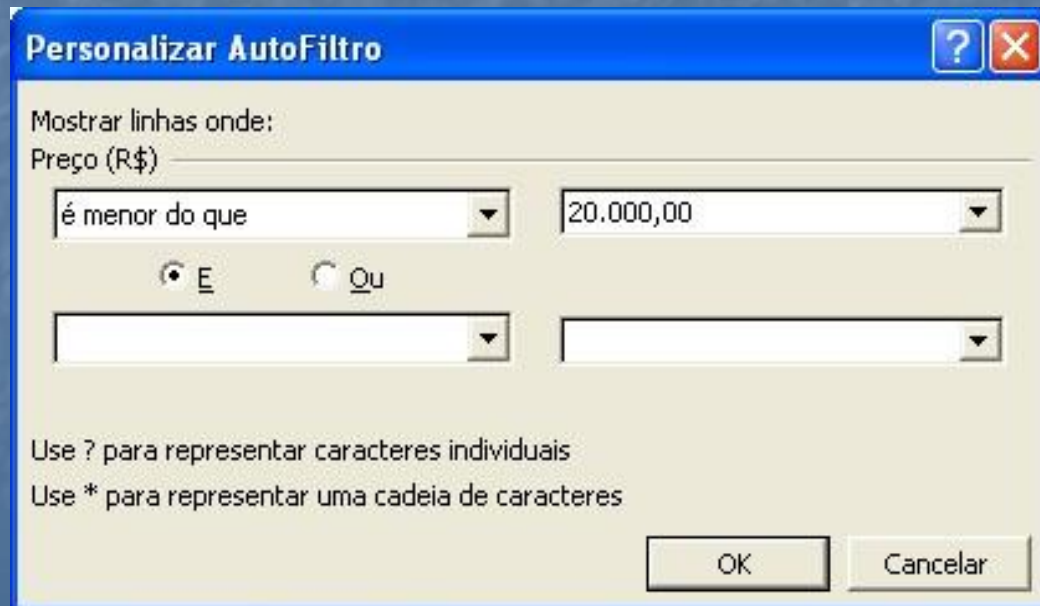 Personalizar AutoFiltro
Mostrar linhas onde:
Preço (R$)
é menor do que 20.000,00
E Ou
Use ? para representar caracteres individuais
Use * para representar uma cadeia de caracteres
OK Cancelar